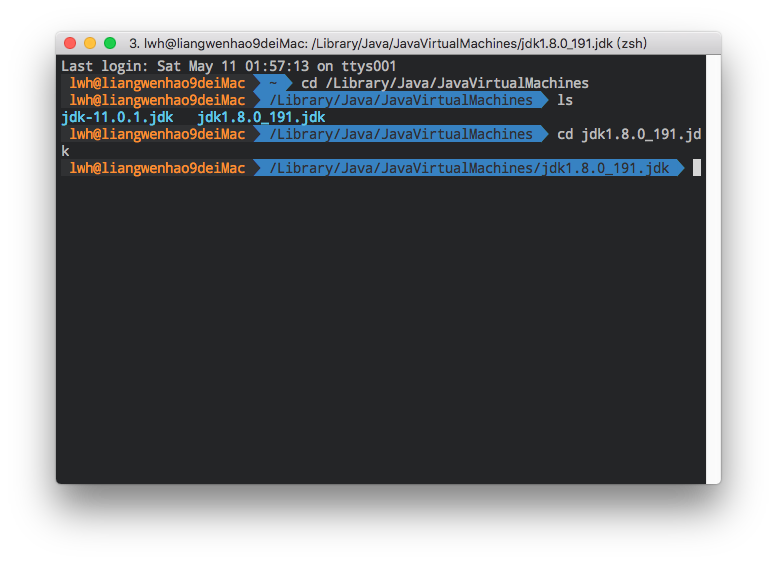 3. lwh@liangwenhao9deiMac: /Library/Java/JavaVirtualMachines/jdk1.8.0_191.jdk (zsh)
Last login: Sat May 11 01:57:13 on ttys001
lwh@liangwenhao9deiMac ~ cd /Library/Java/JavaVirtualMachines
lwh@liangwenhao9deiMac /Library/Java/JavaVirtualMachines ls
jdk-11.0.1.jdk jdk1.8.0_191.jdk
lwh@liangwenhao9deiMac /Library/Java/JavaVirtualMachines cd jdk1.8.0_191.jd
k
lwh@liangwenhao9deiMac /Library/Java/JavaVirtualMachines/jdk1.8.0_191.jdk